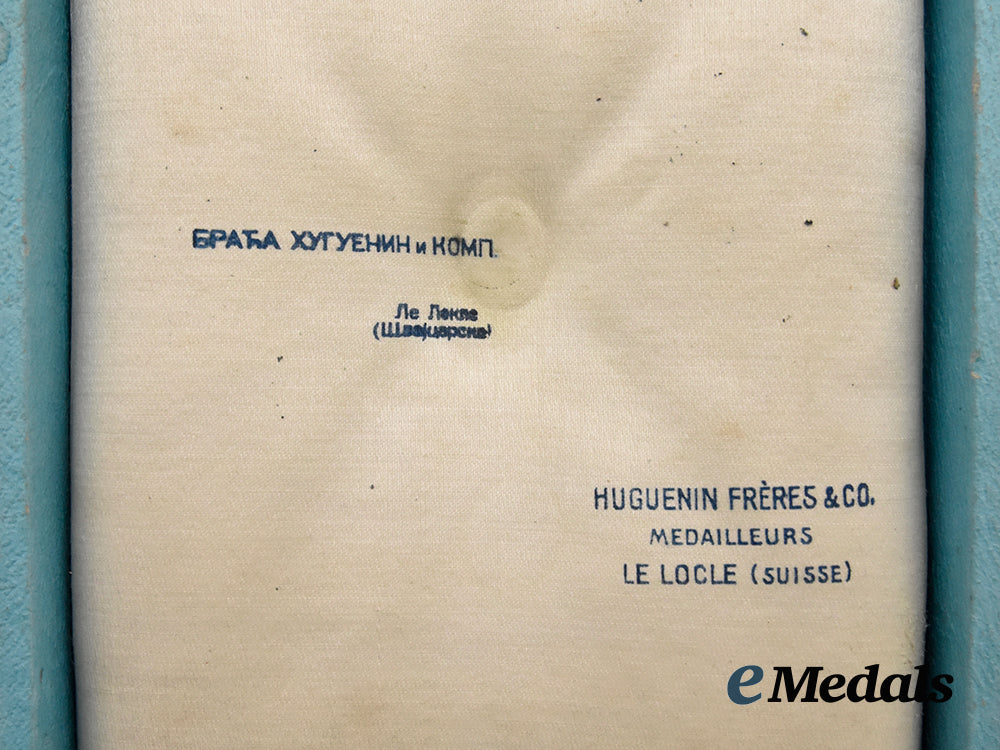 БРАЋА ХУГУЕНИН и КОМП.
Ле Локле
(Швајцарска)
HUGUENIN FRÈRES & CO.
MEDAILLEURS
LE LOCLE (SUISSE)
eMedals